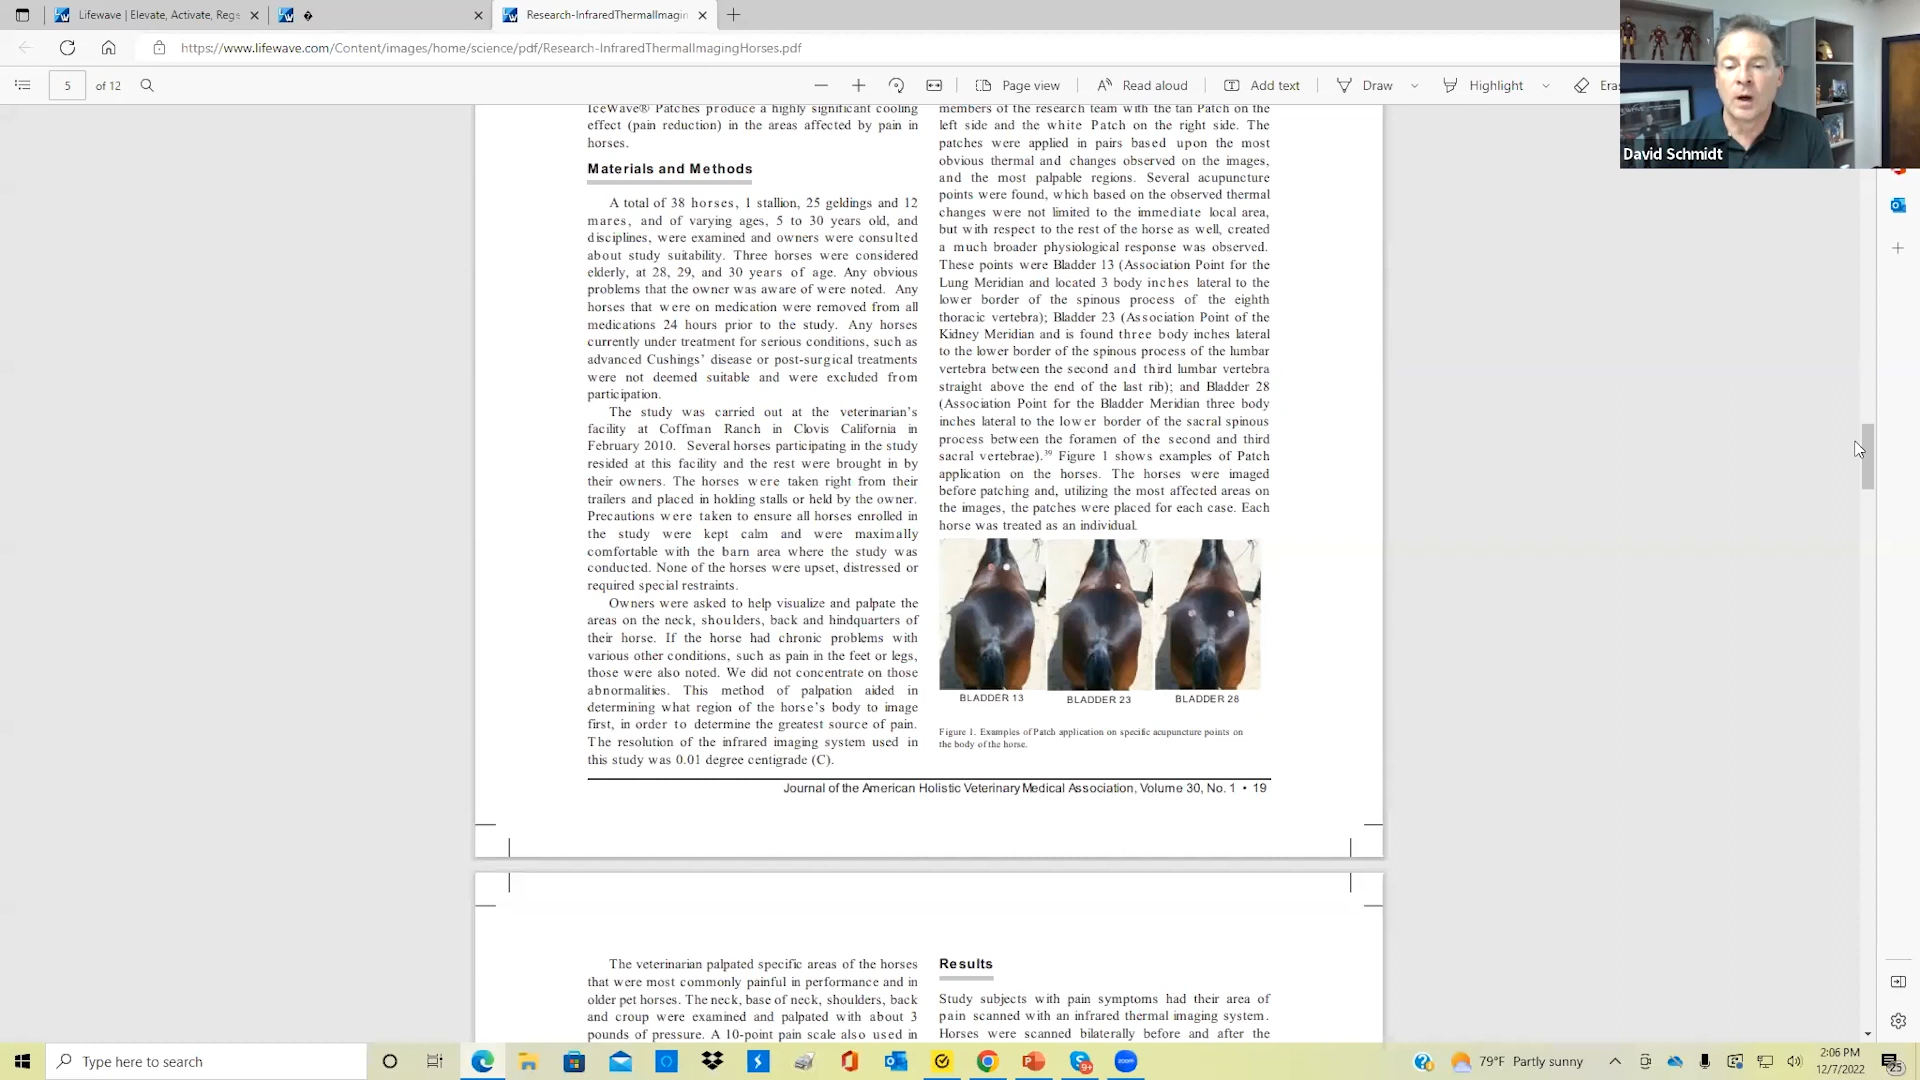 Lifewave | Elevate, Activate, Rege
Research-InfraredThermalImagin
https://www.lifewave.com/Content/images/home/science/pdf/Research-InfraredThermalImagingHorses.pdf
5 of 12
Page view
Read aloud
Add text
Draw
Highlight
Eras
David Schmidt
IceWave® Patches produce a highly significant cooling
effect (pain reduction) in the areas affected by pain in
horses.
Materials and Methods
A total of 38 horses, 1 stallion, 25 geldings and 12
mares, and of varying ages, 5 to 30 years old, and
disciplines, were examined and owners were consulted
about study suitability. Three horses were considered
elderly, at 28, 29, and 30 years of age. Any obvious
problems that the owner was aware of were noted. Any
horses that were on medication were removed from all
medications 24 hours prior to the study. Any horses
currently under treatment for serious conditions, such as
advanced Cushings’ disease or post-surgical treatments
were not deemed suitable and were excluded from
participation.
The study was carried out at the veterinarian’s
facility at Coffman Ranch in Clovis California in
February 2010. Several horses participating in the study
resided at this facility and the rest were brought in by
their owners. The horses were taken right from their
trailers and placed in holding stalls or held by the owner.
Precautions were taken to ensure all horses enrolled in
the study were kept calm and were maximally
comfortable with the barn area where the study was
conducted. None of the horses were upset, distressed or
required special restraints.
Owners were asked to help visualize and palpate the
areas on the neck, shoulders, back and hindquarters of
their horse. If the horse had chronic problems with
various other conditions, such as pain in the feet or legs,
those were also noted. We did not concentrate on those
abnormalities. This method of palpation aided in
determining what region of the horse’s body to image
first, in order to determine the greatest source of pain.
The resolution of the infrared imaging system used in
this study was 0.01 degree centigrade (C).
members of the research team with the tan Patch on the
left side and the white Patch on the right side. The
patches were applied in pairs based upon the most
obvious thermal and changes observed on the images,
and the most palpable regions. Several acupuncture
points were found, which based on the observed thermal
changes were not limited to the immediate local area,
but with respect to the rest of the horse as well, created
a much broader physiological response was observed.
These points were Bladder 13 (Association Point for the
Lung Meridian and located 3 body inches lateral to the
lower border of the spinous process of the eighth
thoracic vertebra); Bladder 23 (Association Point of the
Kidney Meridian and is found three body inches lateral
to the lower border of the spinous process of the lumbar
vertebra between the second and third lumbar vertebra
straight above the end of the last rib); and Bladder 28
(Association Point for the Bladder Meridian three body
inches lateral to the lower border of the sacral spinous
process between the foramen of the second and third
sacral vertebrae).³⁹ Figure 1 shows examples of Patch
application on the horses. The horses were imaged
before patching and, utilizing the most affected areas on
the images, the patches were placed for each case. Each
horse was treated as an individual.
BLADDER 13
BLADDER 23
BLADDER 28
Figure 1. Examples of Patch application on specific acupuncture points on
the body of the horse.
Journal of the American Holistic Veterinary Medical Association, Volume 30, No. 1 • 19
The veterinarian palpated specific areas of the horses
that were most commonly painful in performance and in
older pet horses. The neck, base of neck, shoulders, back
and croup were examined and palpated with about 3
pounds of pressure. A 10-point pain scale also used in
Results
Study subjects with pain symptoms had their area of
pain scanned with an infrared thermal imaging system.
Horses were scanned bilaterally before and after the
Type here to search
79°F Partly sunny
2:06 PM
12/7/2022
25